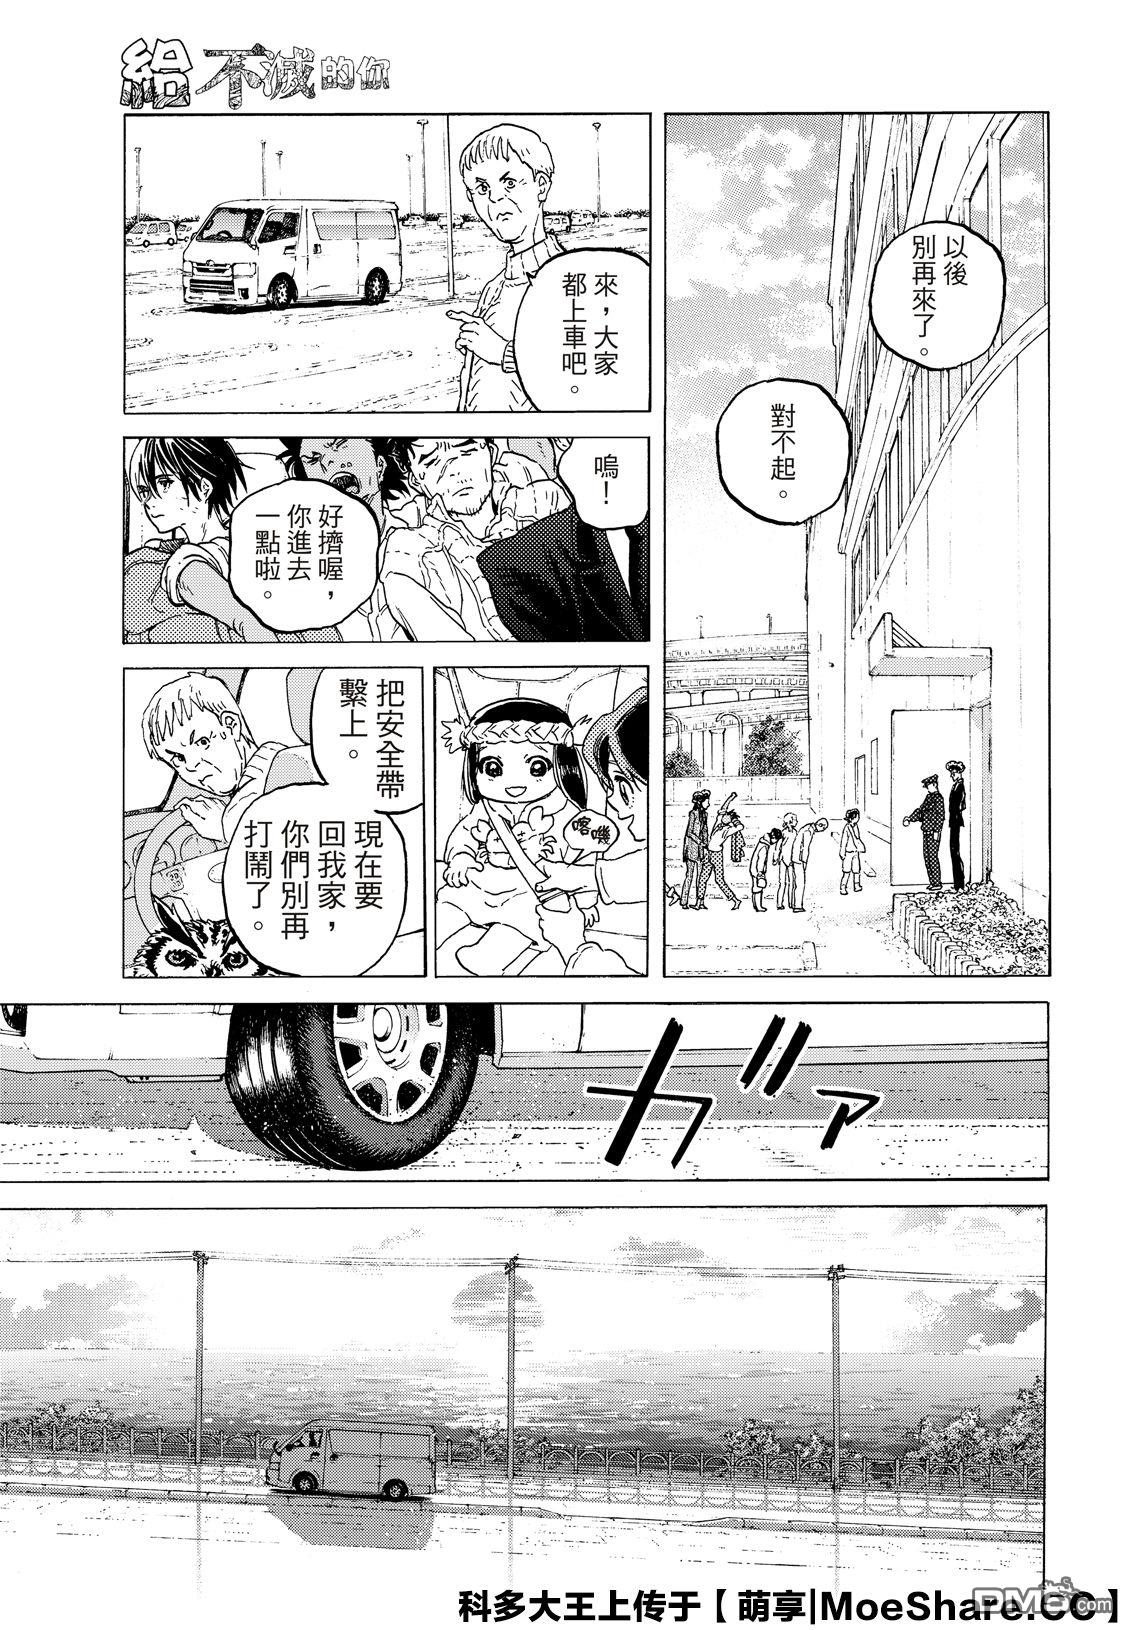 給不滅的你
以後
別再來了。
對不起。
來，大家
都上車吧。
嗚！
好擠喔，
你進去
一點啦。
喀嘰
把安全帶
繫上。
現在要
回我家，
你們別再
打鬧了。
ガァ
科多大王上传于【萌享|MoeShare.CC】
DM5.com